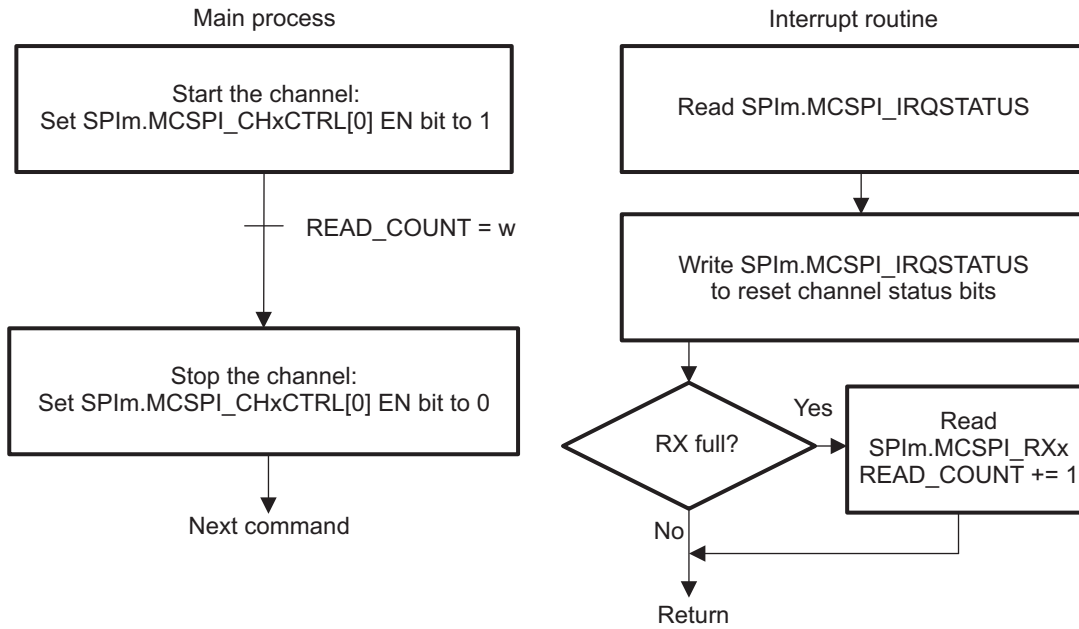 Main process
Start the channel:
Set SPIm.MCSPI_CHxCTRL[0] EN bit to 1
READ_COUNT = w
Stop the channel:
Set SPIm.MCSPI_CHxCTRL[0] EN bit to 0
Next command
Interrupt routine
Read SPIm.MCSPI_IRQSTATUS
Write SPIm.MCSPI_IRQSTATUS
to reset channel status bits
RX full?
Yes
Read
SPIm.MCSPI_RXx
READ_COUNT += 1
No
Return